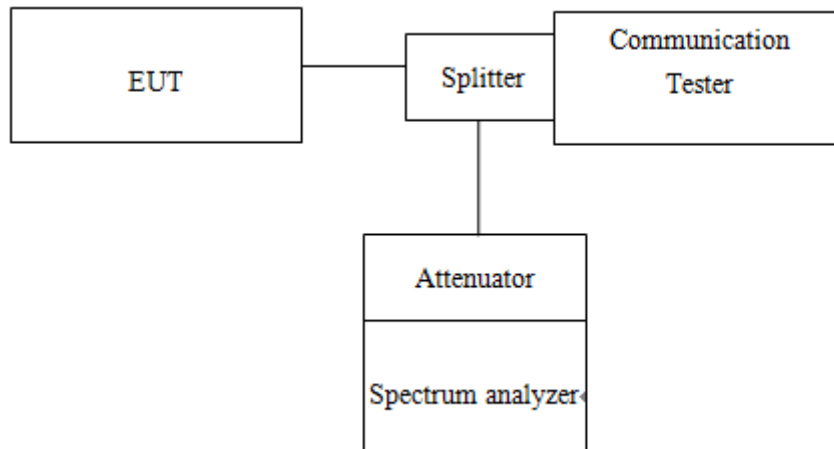 EUT
Splitter
Communication
Tester
Attenuator
Spectrum analyzer